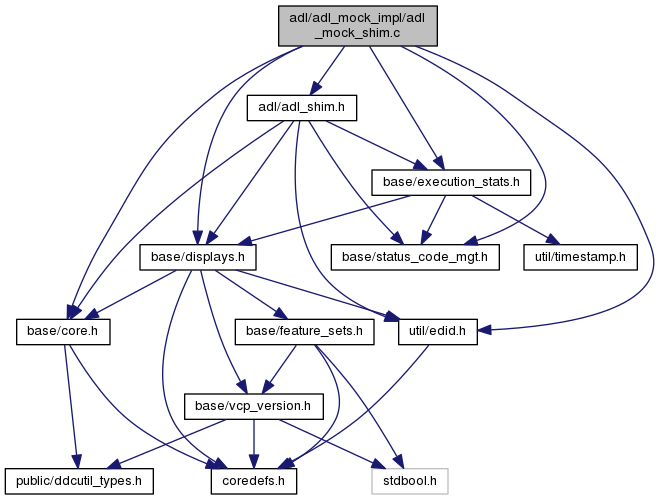 adl/adl_mock_impl/adl
_mock_shim.c
adl/adl_shim.h
base/execution_stats.h
base/displays.h
base/status_code_mgt.h
util/timestamp.h
base/core.h
base/feature_sets.h
util/edid.h
base/vcp_version.h
public/ddcutil_types.h
coredefs.h
stdbool.h